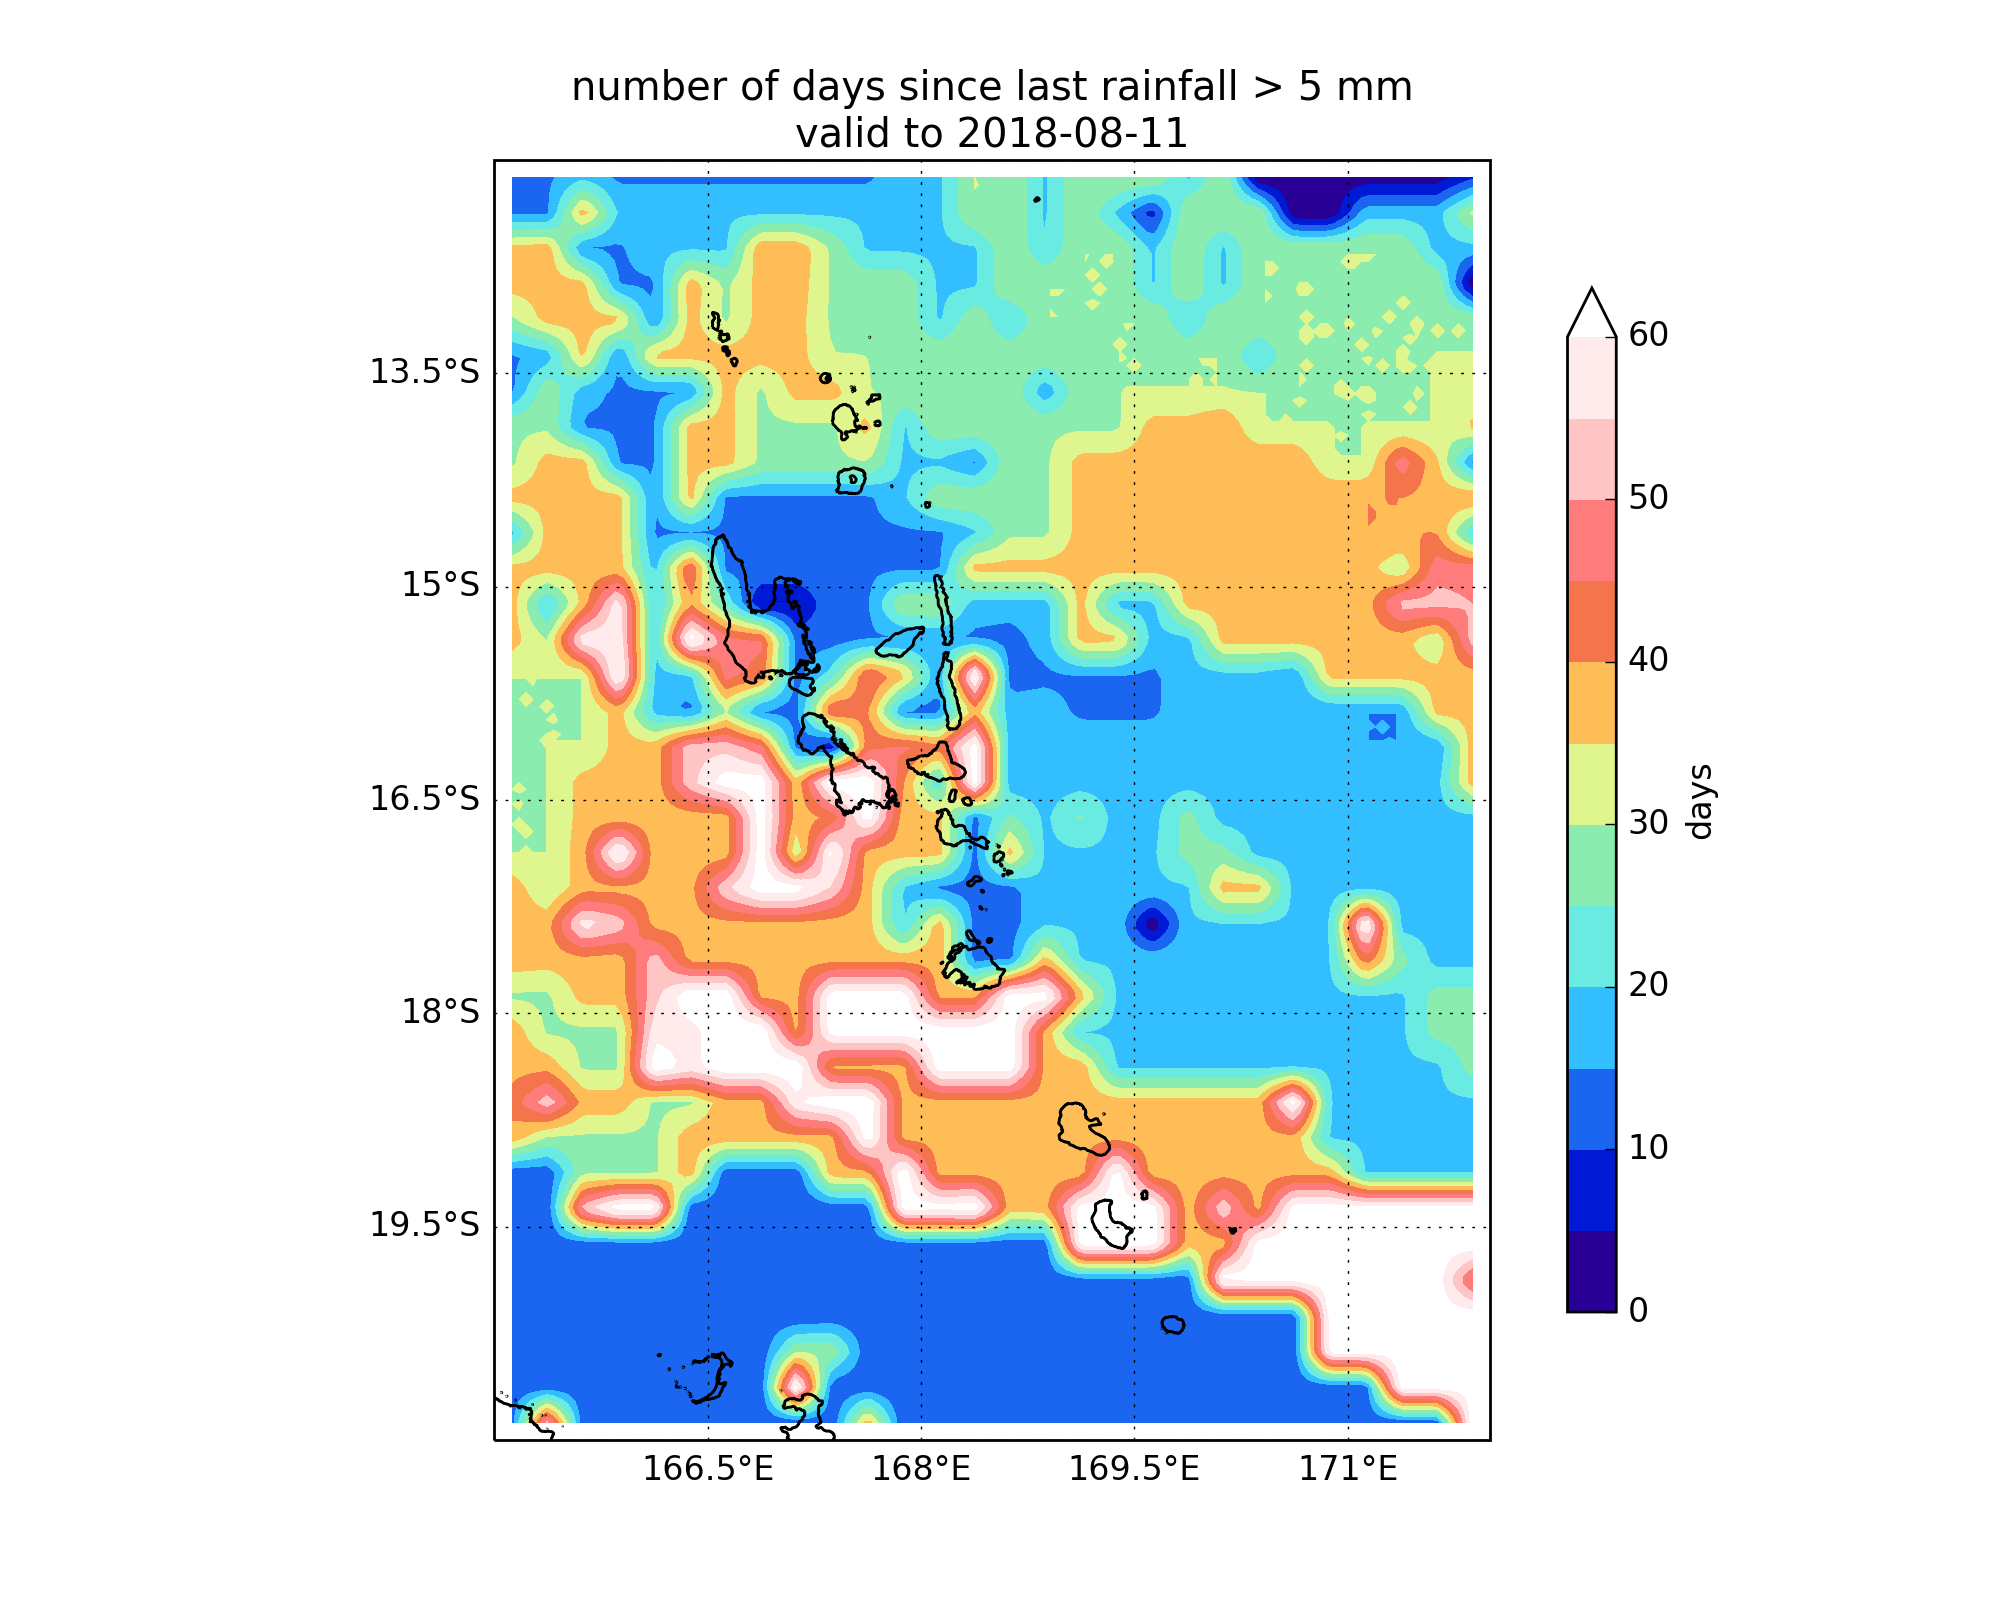 number of days since last rainfall > 5 mm
valid to 2018-08-11
13.5°S
15°S
16.5°S
18°S
19.5°S
166.5°E
168°E
169.5°E
171°E
60
50
40
30
20
10
0
days